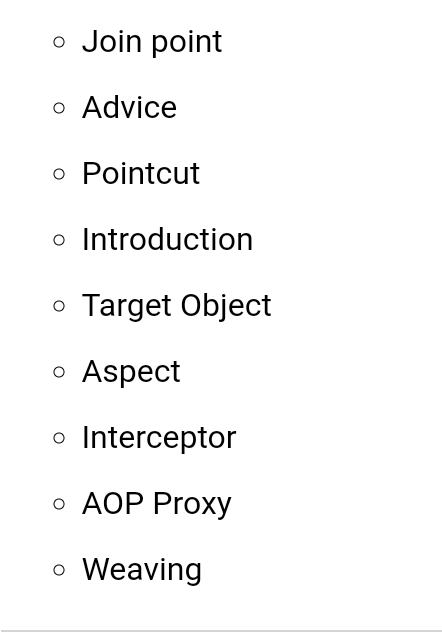 Join point
Advice
Pointcut
Introduction
Target Object
Aspect
Interceptor
AOP Proxy
Weaving